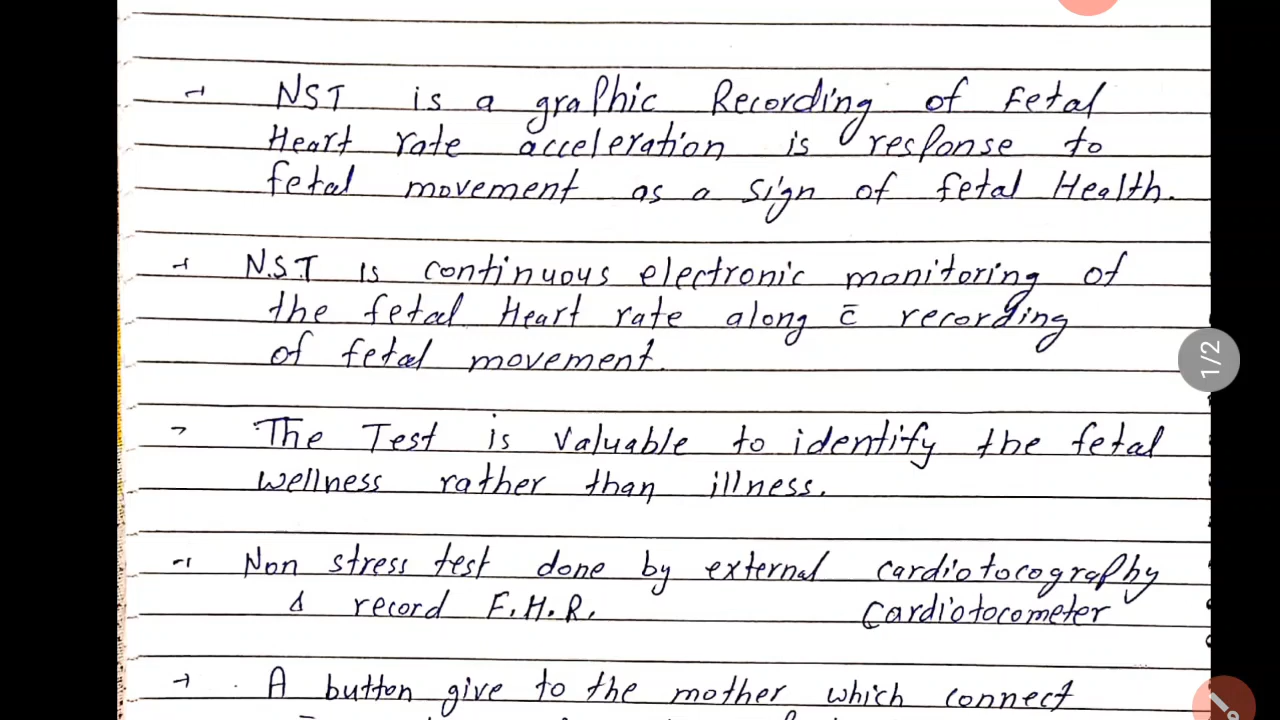 → NST is a graphic Recording of Fetal
Heart rate acceleration is response to
fetal movement as a sign of fetal Health.
→ N.S.T is continuous electronic monitoring of
the fetal Heart rate along c̄ recording
of fetal movement.
→ The Test is valuable to identify the fetal
wellness rather than illness.
→ Non stress test done by external cardiotocography
& record F.H.R. Cardiotocometer
→ A button give to the mother which connect
1/2